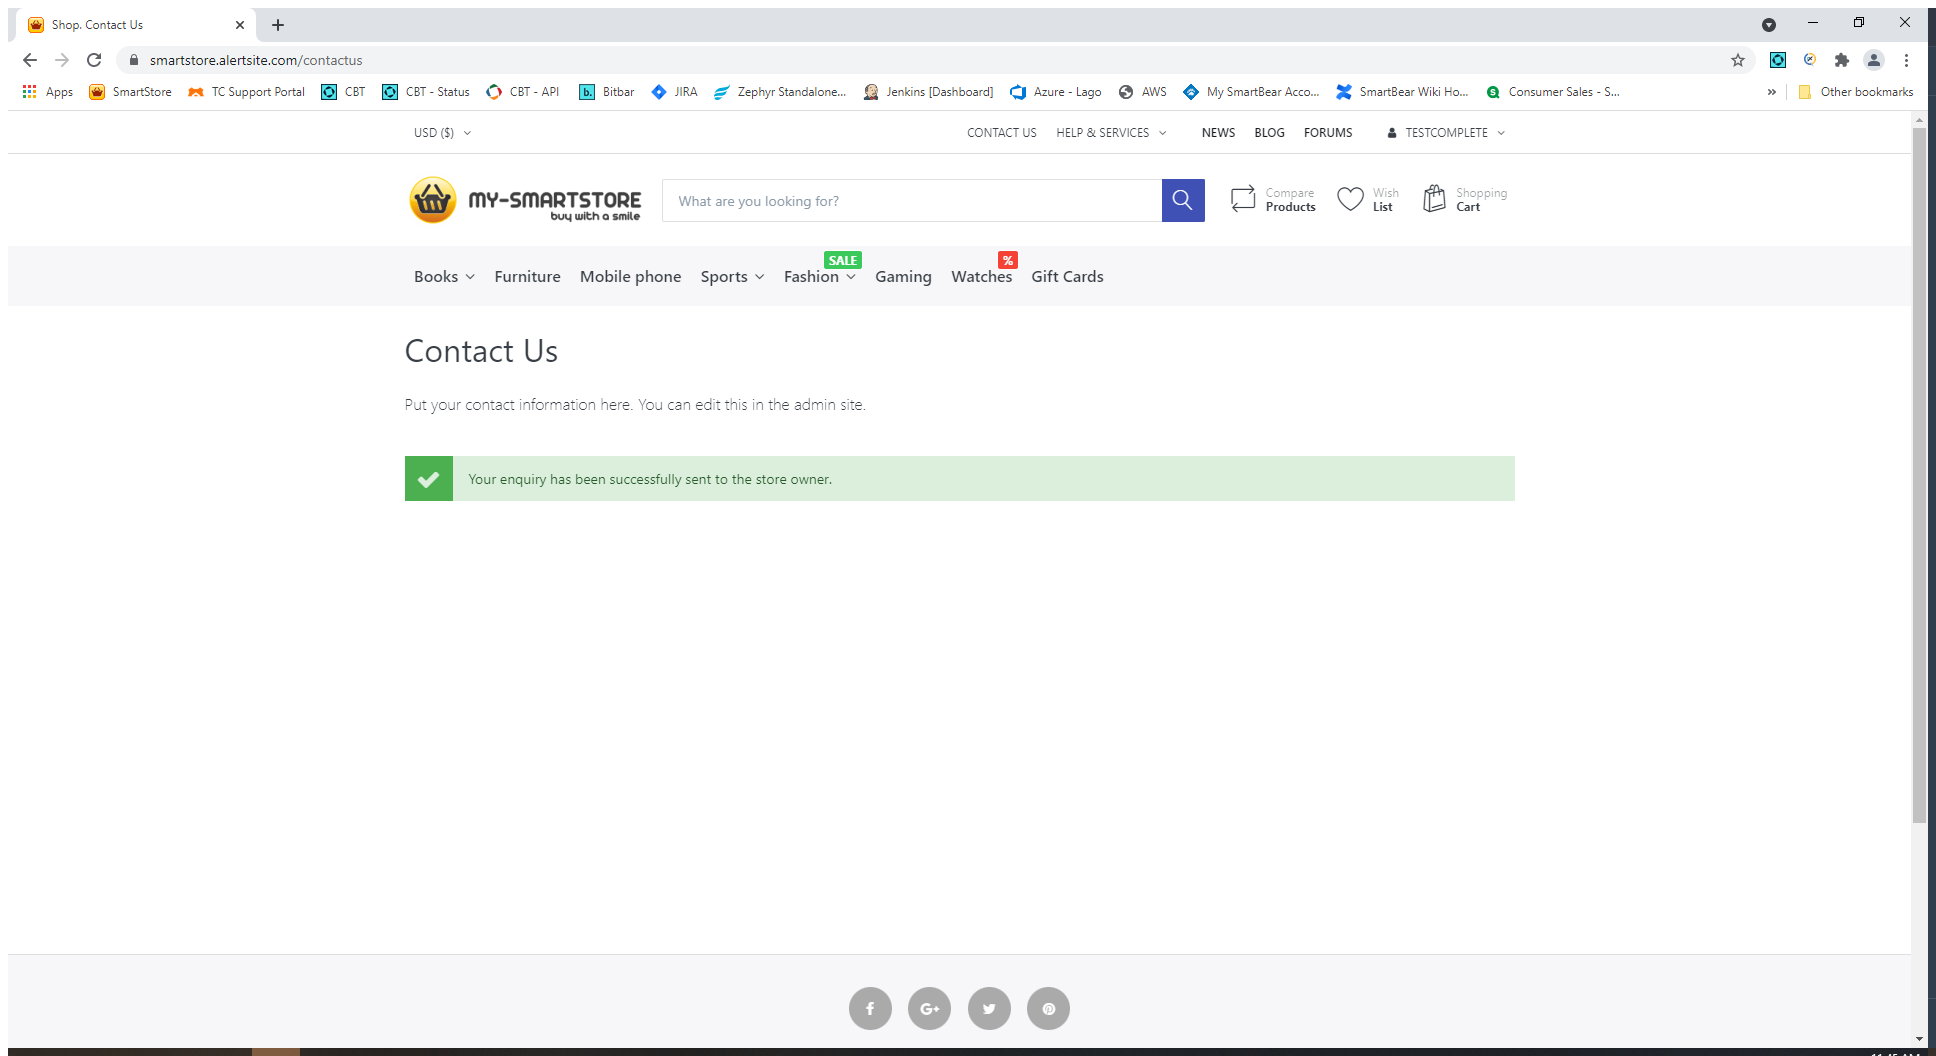 Shop. Contact Us
smartstore.alertsite.com/contactus
Apps SmartStore TC Support Portal CBT CBT - Status CBT - API b. Bitbar JIRA Zephyr Standalone... Jenkins [Dashboard] Azure - Lago AWS My SmartBear Acco... SmartBear Wiki Ho... S Consumer Sales - S... » Other bookmarks
USD ($) CONTACT US HELP & SERVICES NEWS BLOG FORUMS TESTCOMPLETE
MY-SMARTSTORE
buy with a smile
What are you looking for?
Compare
Products
Wish
List
Shopping
Cart
SALE %
Books Furniture Mobile phone Sports Fashion Gaming Watches Gift Cards
Contact Us
Put your contact information here. You can edit this in the admin site.
Your enquiry has been successfully sent to the store owner.
f G+